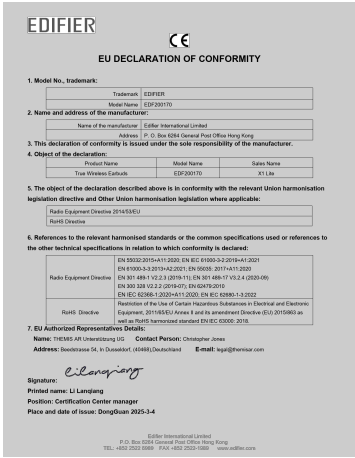 EDIFIER
CE
EU DECLARATION OF CONFORMITY
1. Model No., trademark:
Trademark EDIFIER
Model Name EDF200170
2. Name and address of the manufacturer:
Name of the manufacturer Edifier International Limited
Address P. O. Box 6264 General Post Office Hong Kong
3. This declaration of conformity is issued under the sole responsibility of the manufacturer.
4. Object of the declaration:
Product Name Model Name Sales Name
True Wireless Earbuds EDF200170 X1 Lite
5. The object of the declaration described above is in conformity with the relevant Union harmonisation
legislation directive and Other Union harmonisation legislation where applicable:
Radio Equipment Directive 2014/53/EU
RoHS Directive
6. References to the relevant harmonised standards or the common specifications used or references to
the other technical specifications in relation to which conformity is declared:
Radio Equipment Directive
EN 55032:2015+A11:2020; EN IEC 61000-3-2:2019+A1:2021
EN 61000-3-3:2013+A2:2021; EN 55035: 2017+A11:2020
EN 301 489-1 V2.2.3 (2019-11); EN 301 489-17 V3.2.4 (2020-09)
EN 300 328 V2.2.2 (2019-07); EN 62479:2010
EN IEC 62368-1:2020+A11:2020; EN IEC 62680-1-3:2022
RoHS Directive
Restriction of the Use of Certain Hazardous Substances in Electrical and Electronic
Equipment, 2011/65/EU Annex II and its amendment Directive (EU) 2015/863 as
well as RoHS harmonized standard EN IEC 63000: 2018.
7. EU Authorized Representatives Details:
Name: THEMIS AR Unterstützung UG Contact Person: Christopher Jones
Address: Beedstrasse 54, In Dusseldorf, (40468),Deutschland E-mail: legal@themisar.com
Li Lanqiang
Signature:
Printed name: Li Lanqiang
Position: Certification Center manager
Place and date of issue: DongGuan 2025-3-4
Edifier International Limited
P.O. Box 6264 General Post Office Hong Kong
TEL: +852 2522 6989 FAX +852 2522-1989 www.edifier.com